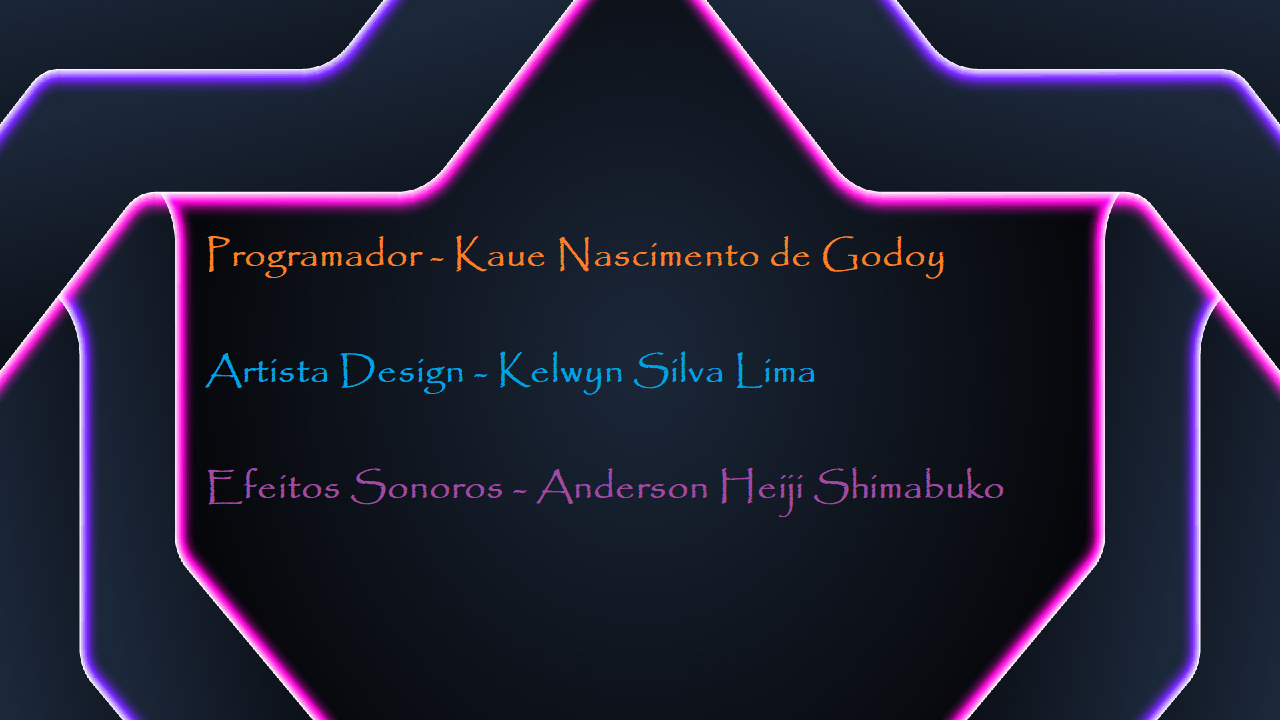 Programador - Kaue Nascimento de Godoy
Artista Design - Kelwyn Silva Lima
Efeitos Sonoros - Anderson Heiji Shimabuko